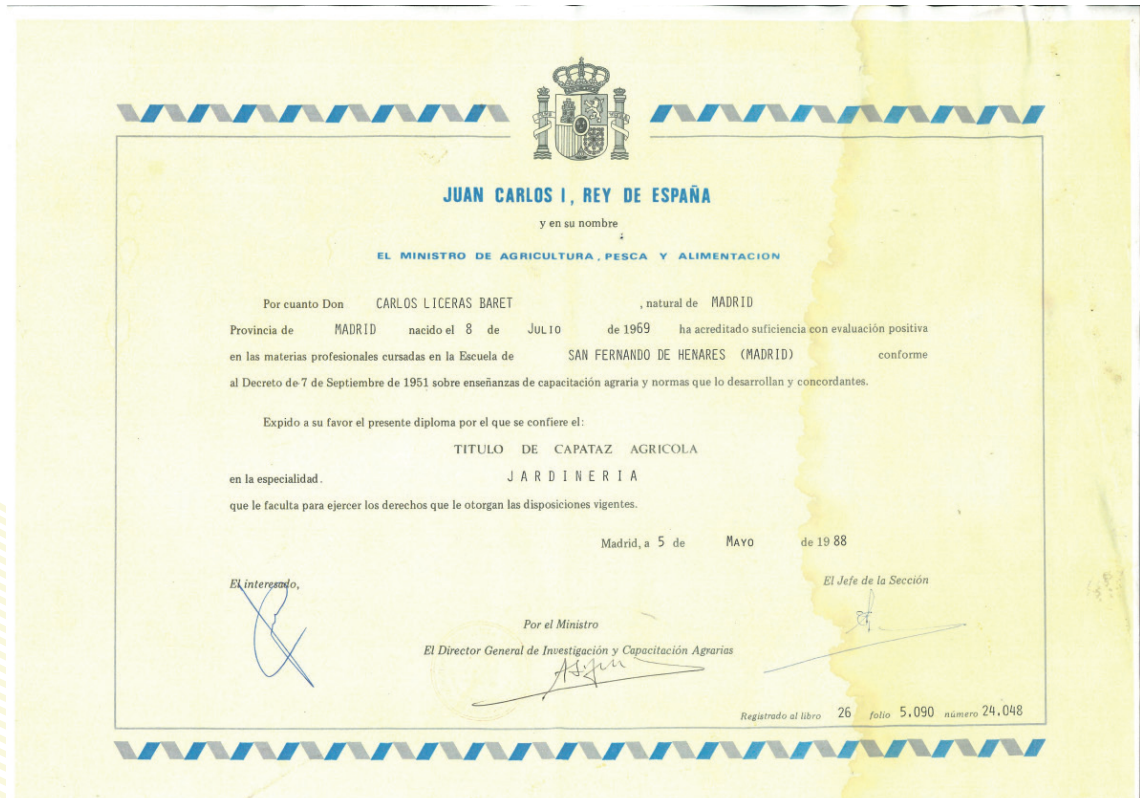 JUAN CARLOS I, REY DE ESPAÑA
y en su nombre
EL MINISTRO DE AGRICULTURA, PESCA Y ALIMENTACION
Por cuanto Don CARLOS LICERAS BARET , natural de MADRID
Provincia de MADRID nacido el 8 de JULIO de 1969 ha acreditado suficiencia con evaluación positiva
en las materias profesionales cursadas en la Escuela de SAN FERNANDO DE HENARES (MADRID) conforme
al Decreto de 7 de Septiembre de 1951 sobre enseñanzas de capacitación agraria y normas que lo desarrollan y concordantes.
Expido a su favor el presente diploma por el que se confiere el:
TITULO DE CAPATAZ AGRICOLA
en la especialidad. JARDINERIA
que le faculta para ejercer los derechos que le otorgan las disposiciones vigentes.
Madrid, a 5 de MAYO de 1988
El interesado,
El Jefe de la Sección
Por el Ministro
El Director General de Investigación y Capacitación Agrarias
Registrado al libro 26 folio 5.090 número 24.048